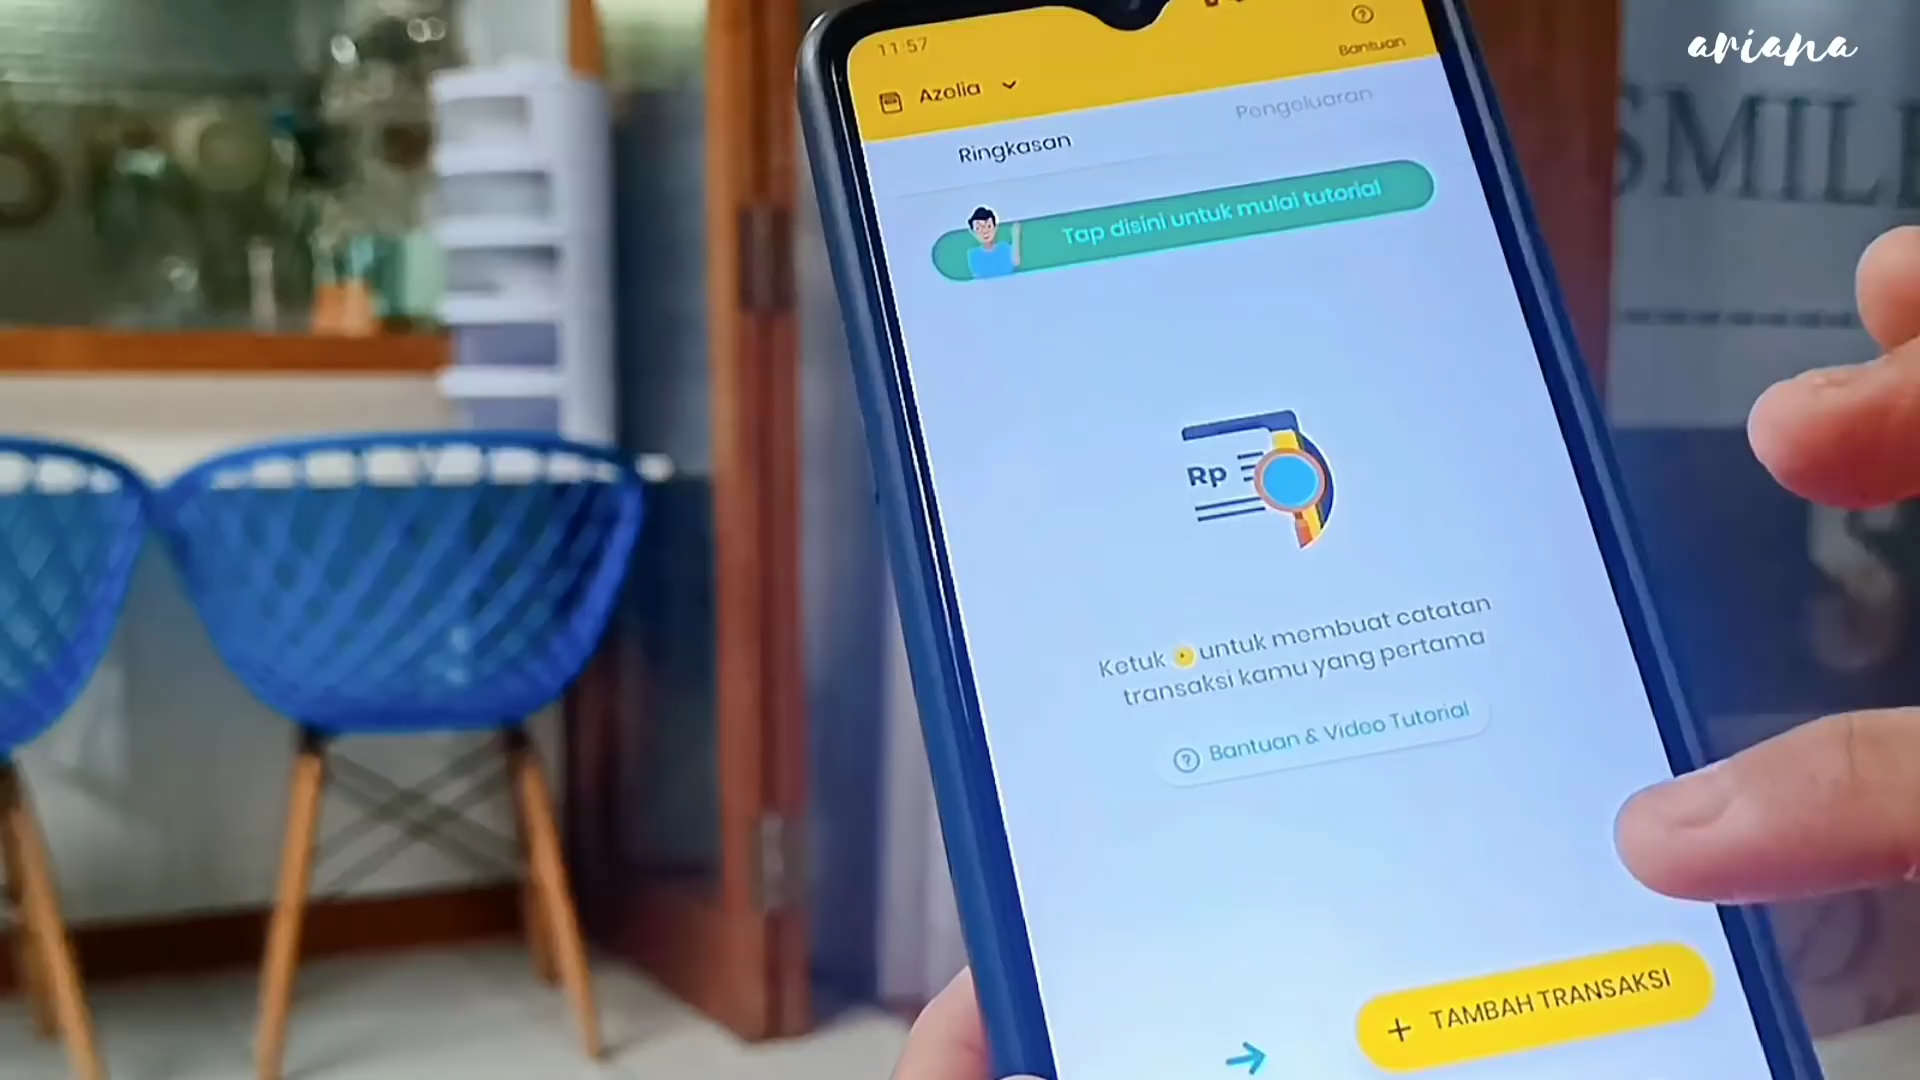 ariana
SMILE
11:57
Bantuan
Azelia
Ringkasan
Pengeluaran
Tap disini untuk mulai tutorial
Rp
Ketuk untuk membuat catatan
transaksi kamu yang pertama
Bantuan & Video Tutorial
+ TAMBAH TRANSAKSI